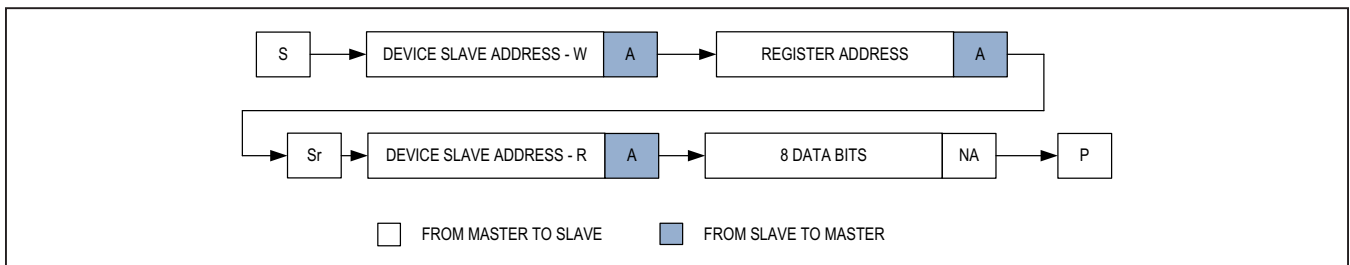 S DEVICE SLAVE ADDRESS - W A REGISTER ADDRESS A
Sr DEVICE SLAVE ADDRESS - R A 8 DATA BITS NA P
FROM MASTER TO SLAVE FROM SLAVE TO MASTER